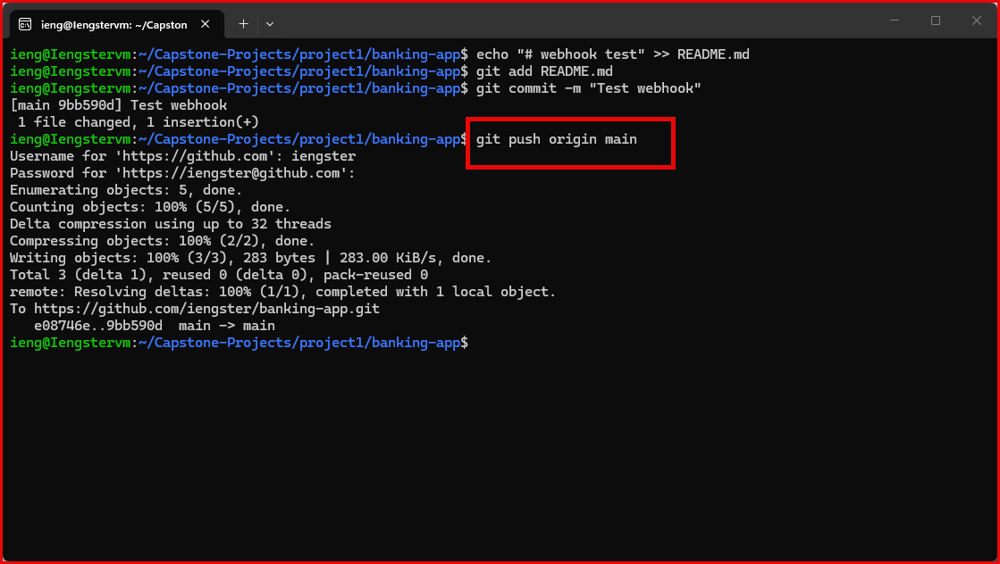 ieng@Iengstervm: ~/Capston
ieng@Iengstervm:~/Capstone-Projects/project1/banking-app$ echo "# webhook test" >> README.md
ieng@Iengstervm:~/Capstone-Projects/project1/banking-app$ git add README.md
ieng@Iengstervm:~/Capstone-Projects/project1/banking-app$ git commit -m "Test webhook"
[main 9bb590d] Test webhook
 1 file changed, 1 insertion(+)
ieng@Iengstervm:~/Capstone-Projects/project1/banking-app$ git push origin main
Username for 'https://github.com': iengster
Password for 'https://iengster@github.com':
Enumerating objects: 5, done.
Counting objects: 100% (5/5), done.
Delta compression using up to 32 threads
Compressing objects: 100% (2/2), done.
Writing objects: 100% (3/3), 283 bytes | 283.00 KiB/s, done.
Total 3 (delta 1), reused 0 (delta 0), pack-reused 0
remote: Resolving deltas: 100% (1/1), completed with 1 local object.
To https://github.com/iengster/banking-app.git
   e08746e..9bb590d  main -> main
ieng@Iengstervm:~/Capstone-Projects/project1/banking-app$